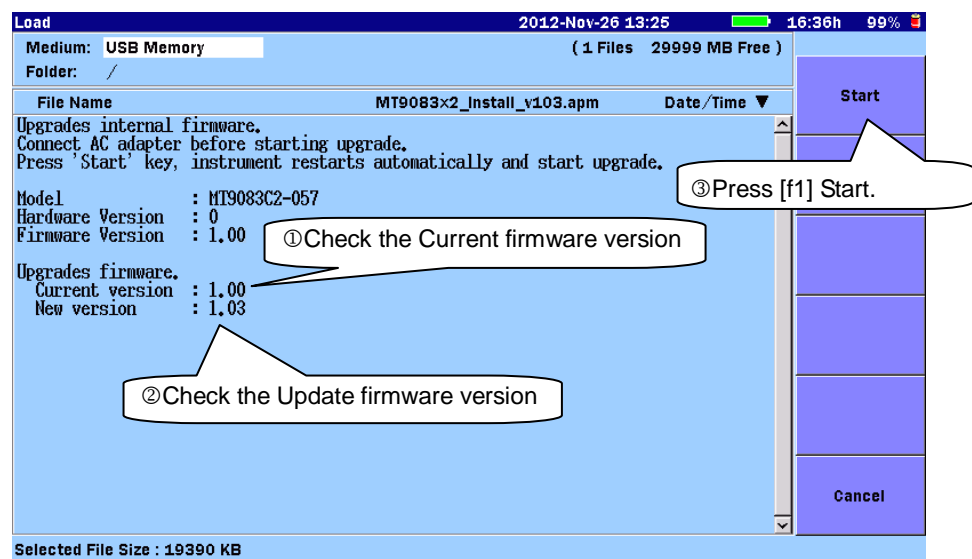 Load 2012-Nov-26 13:25 16:36h 99%
Medium: USB Memory ( 1 Files 29999 MB Free )
Folder: /
File Name MT9083x2_Install_v103.apm Date/Time ▼
Upgrades internal firmware.
Connect AC adapter before starting upgrade.
Press 'Start' key, instrument restarts automatically and start upgrade.
Model : MT9083C2-057
Hardware Version : 0
Firmware Version : 1.00
Upgrades firmware.
Current version : 1.00
New version : 1.03
①Check the Current firmware version
②Check the Update firmware version
Start
③Press [f1] Start.
Cancel
Selected File Size : 19390 KB